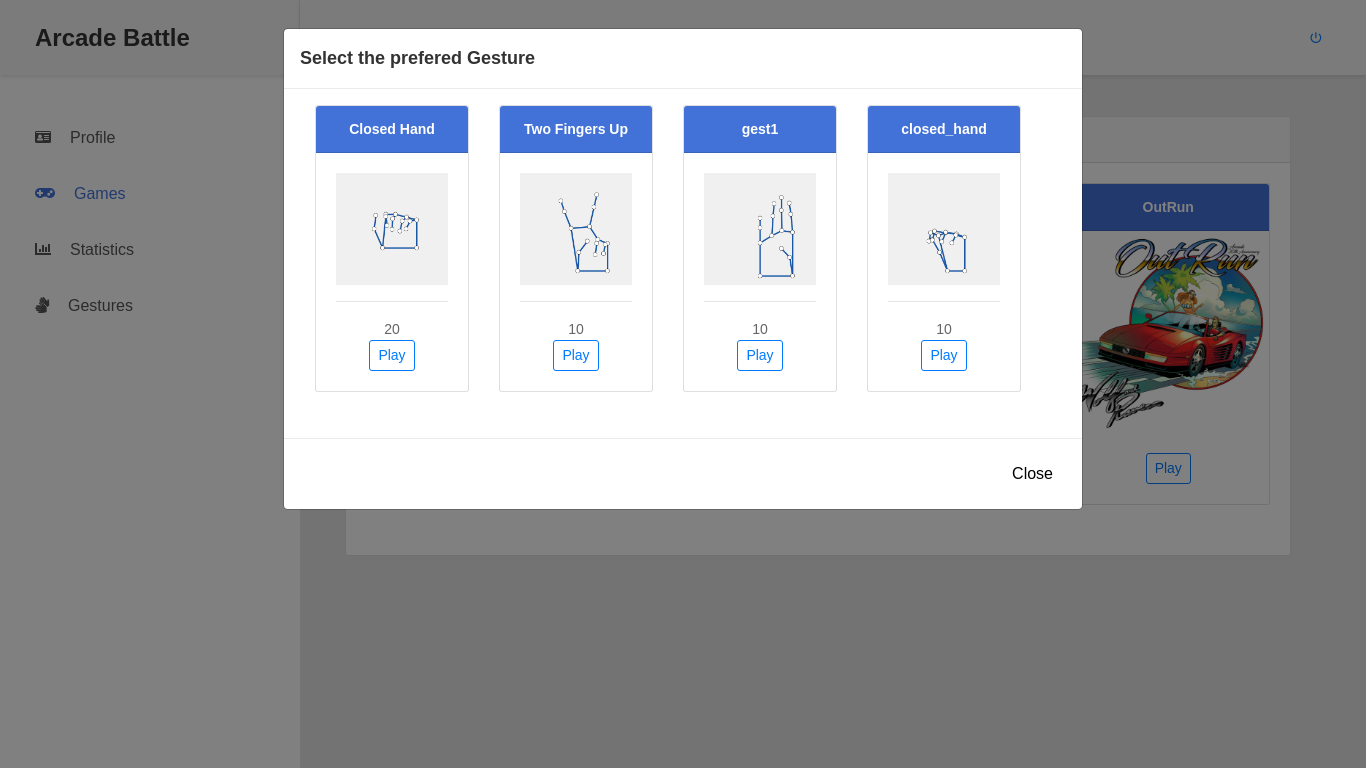 Arcade Battle
Profile
Games
Statistics
Gestures
Select the prefered Gesture
Closed Hand
Two Fingers Up
gest1
closed_hand
20
10
10
10
Play
Play
Play
Play
Close
OutRun
Out Run
Play